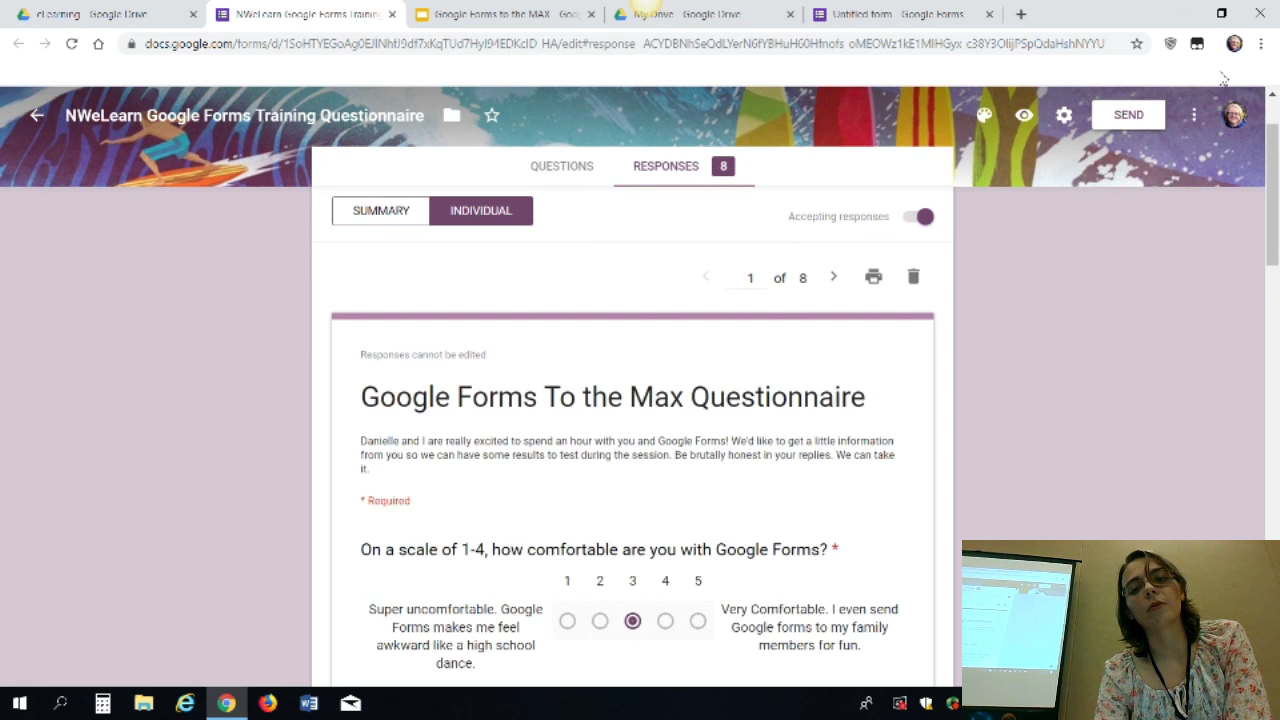 eLearning - Google Drive
NWeLearn Google Forms Training
Google Forms to the MAX - Goo
My Drive - Google Drive
Untitled form - Google Forms
NWeLearn Google Forms Training Questionnaire
SEND
QUESTIONS
RESPONSES 8
SUMMARY
INDIVIDUAL
Accepting responses
1 of 8
Responses cannot be edited
Google Forms To the Max Questionnaire
Danielle and I are really excited to spend an hour with you and Google Forms! We'd like to get a little information
from you so we can have some results to test during the session. Be brutally honest in your replies. We can take
it.
* Required
On a scale of 1-4, how comfortable are you with Google Forms? *
1 2 3 4 5
Super uncomfortable. Google
Forms makes me feel
awkward like a high school
dance.
Very Comfortable. I even send
Google forms to my family
members for fun.